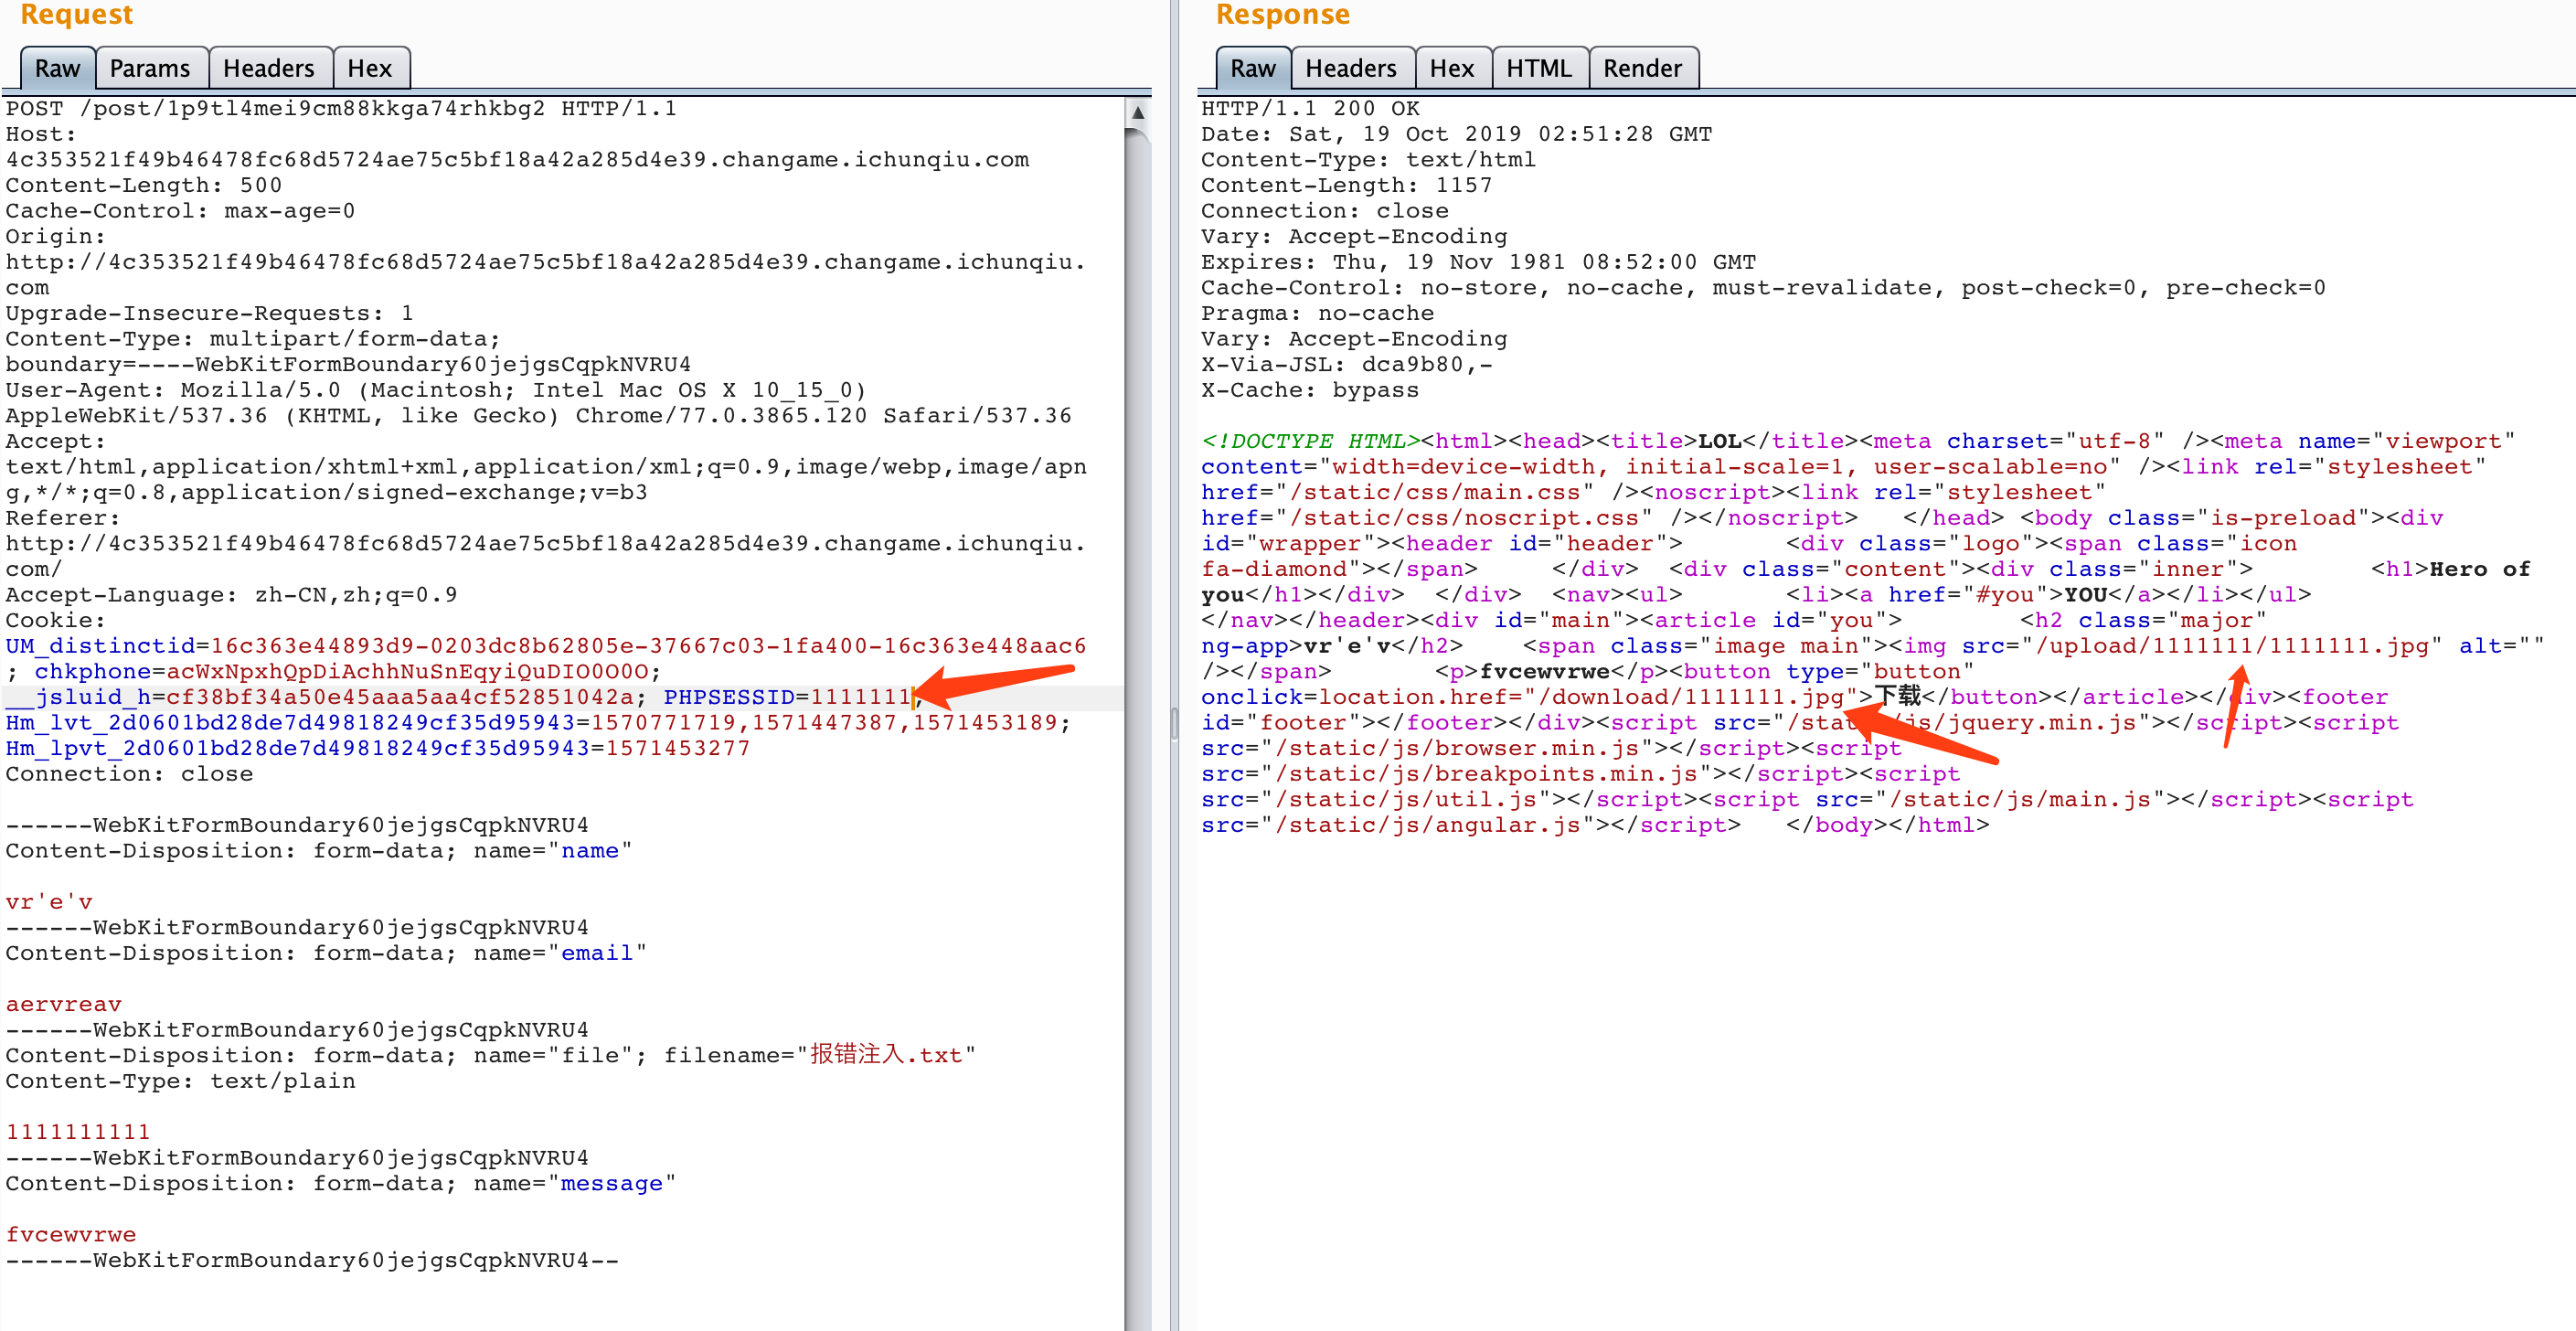 Request
Raw Params Headers Hex
POST /post/1p9tl4mei9cm88kkga74rhkbg2 HTTP/1.1
Host:
4c353521f49b46478fc68d5724ae75c5bf18a42a285d4e39.changame.ichunqiu.com
Content-Length: 500
Cache-Control: max-age=0
Origin:
http://4c353521f49b46478fc68d5724ae75c5bf18a42a285d4e39.changame.ichunqiu.
com
Upgrade-Insecure-Requests: 1
Content-Type: multipart/form-data;
boundary=----WebKitFormBoundary60jejgsCqpkNVRU4
User-Agent: Mozilla/5.0 (Macintosh; Intel Mac OS X 10_15_0)
AppleWebKit/537.36 (KHTML, like Gecko) Chrome/77.0.3865.120 Safari/537.36
Accept:
text/html,application/xhtml+xml,application/xml;q=0.9,image/webp,image/apn
g,*/*;q=0.8,application/signed-exchange;v=b3
Referer:
http://4c353521f49b46478fc68d5724ae75c5bf18a42a285d4e39.changame.ichunqiu.
com/
Accept-Language: zh-CN,zh;q=0.9
Cookie:
UM_distinctid=16c363e44893d9-0203dc8b62805e-37667c03-1fa400-16c363e448aac6
; chkphone=acWxNpxhQpDiAchhNuSnEqyiQuDIO0O0O;
__jsluid_h=cf38bf34a50e45aaa5aa4cf52851042a; PHPSESSID=1111111;
Hm_lvt_2d0601bd28de7d49818249cf35d95943=1570771719,1571447387,1571453189;
Hm_lpvt_2d0601bd28de7d49818249cf35d95943=1571453277
Connection: close
------WebKitFormBoundary60jejgsCqpkNVRU4
Content-Disposition: form-data; name="name"
vr'e'v
------WebKitFormBoundary60jejgsCqpkNVRU4
Content-Disposition: form-data; name="email"
aervreav
------WebKitFormBoundary60jejgsCqpkNVRU4
Content-Disposition: form-data; name="file"; filename="报错注入.txt"
Content-Type: text/plain
1111111111
------WebKitFormBoundary60jejgsCqpkNVRU4
Content-Disposition: form-data; name="message"
fvcewvrwe
------WebKitFormBoundary60jejgsCqpkNVRU4--
Response
Raw Headers Hex HTML Render
HTTP/1.1 200 OK
Date: Sat, 19 Oct 2019 02:51:28 GMT
Content-Type: text/html
Content-Length: 1157
Connection: close
Vary: Accept-Encoding
Expires: Thu, 19 Nov 1981 08:52:00 GMT
Cache-Control: no-store, no-cache, must-revalidate, post-check=0, pre-check=0
Pragma: no-cache
Vary: Accept-Encoding
X-Via-JSL: dca9b80,-
X-Cache: bypass
<!DOCTYPE HTML><html><head><title>LOL</title><meta charset="utf-8" /><meta name="viewport"
content="width=device-width, initial-scale=1, user-scalable=no" /><link rel="stylesheet"
href="/static/css/main.css" /><noscript><link rel="stylesheet"
href="/static/css/noscript.css" /></noscript> </head> <body class="is-preload"><div
id="wrapper"><header id="header"> <div class="logo"><span class="icon
fa-diamond"></span> </div> <div class="content"><div class="inner"> <h1>Hero of
you</h1></div> </div> <nav><ul> <li><a href="#you">YOU</a></li></ul>
</nav></header><div id="main"><article id="you"> <h2 class="major"
ng-app>vr'e'v</h2> <span class="image main"><img src="/upload/1111111/1111111.jpg" alt=""
/></span> <p>fvcewvrwe</p><button type="button"
onclick=location.href="/download/1111111.jpg">下载</button></article></div><footer
id="footer"></footer></div><script src="/static/js/jquery.min.js"></script><script
src="/static/js/browser.min.js"></script><script
src="/static/js/breakpoints.min.js"></script><script
src="/static/js/util.js"></script><script src="/static/js/main.js"></script><script
src="/static/js/angular.js"></script> </body></html>